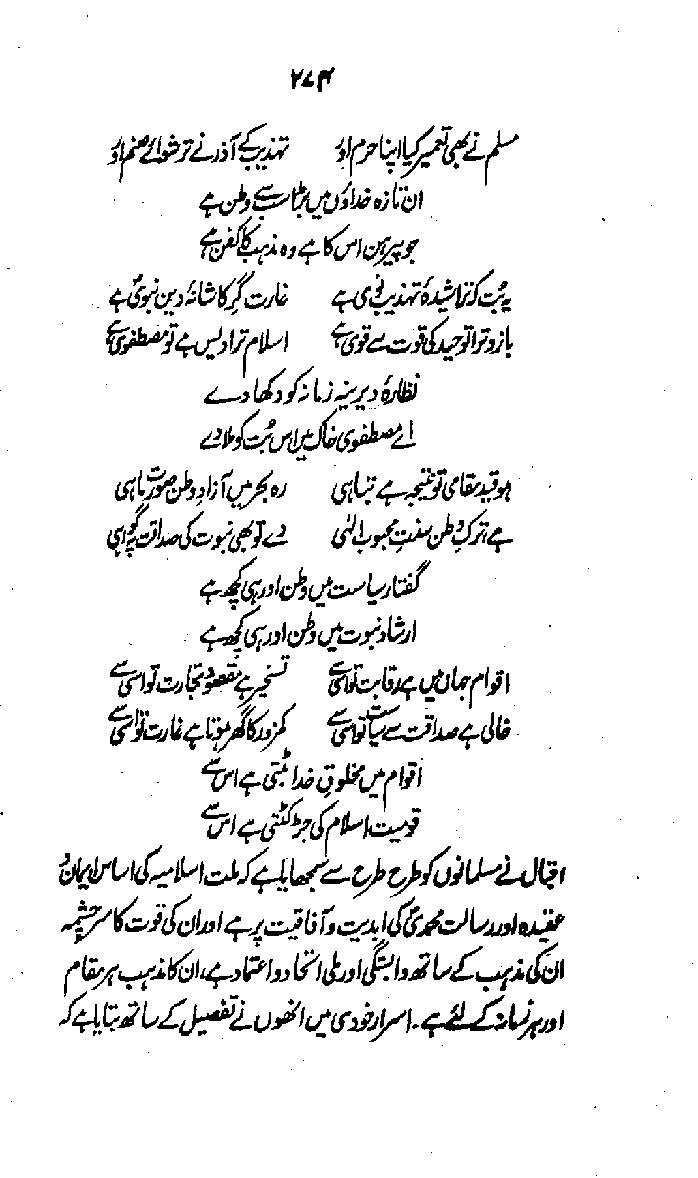 ۲۷۴
مسلم نے بھی تعمیر کیا اپنا حرم اور تہذیب کے آذر نے ترشوائے صنم اور
ان تازہ خداؤں میں بڑا سب سے وطن ہے
جو پیرہن اس کا ہے وہ مذہب کا کفن ہے
یہ بُت کہ تراشیدۂ تہذیب نوی ہے غارت گرِ کاشانۂ دین نبویؐ ہے
بازو ترا توحید کی قوت سے قوی ہے اسلام ترا دیس ہے تو مصطفوی ہے
نظارۂ دیرینہ زمانہ کو دکھا دے
اے مصطفوی خاک میں اس بُت کو ملا دے
ہو قید مقامی تو نتیجہ ہے تباہی رہ بحر میں آزادِ وطن صورت ماہی
ہے ترکِ وطن سنتِ محبوب الٰہی دے تو بھی نبوت کی صداقت پہ گواہی
گفتار سیاست میں وطن اور ہی کچھ ہے
ارشاد نبوت میں وطن اور ہی کچھ ہے
اقوام جہاں میں ہے رقابت تو اسی سے تسخیر ہے مقصود تجارت تو اسی سے
خالی ہے صداقت سے سیاست تو اسی سے کمزور کا گھر ہوتا ہے غارت تو اسی سے
اقوام میں مخلوقِ خدا بٹتی ہے اس سے
قومیت اسلام کی جڑ کٹتی ہے اس سے
اقبال نے مسلمانوں کو طرح طرح سے سمجھایا ہے کہ ملت اسلامیہ کی اساس ایمان و
عقیدہ اور رسالت محمدیؐ کی ابدیت و آفاقیت پر ہے اور ان کی قوت کا سرچشمہ
ان کی مذہب کے ساتھ وابستگی اور ملی اتحاد و اعتماد ہے، ان کا مذہب ہر مقام
اور ہر زمانہ کے لئے ہے۔ اسرار خودی میں انھوں نے تفصیل کے ساتھ بتایا ہے کہ